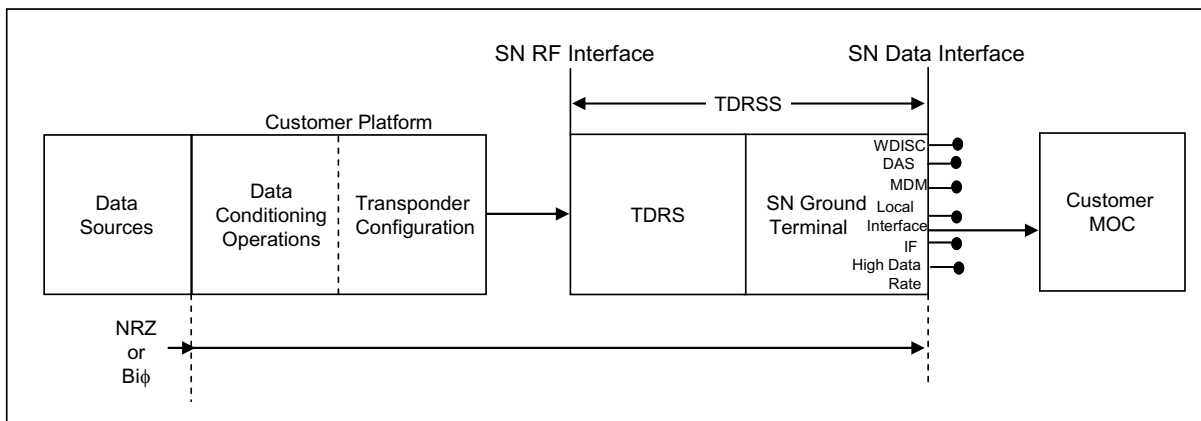 SN RF Interface
SN Data Interface
TDRSS
Customer Platform
Data
Sources
Data
Conditioning
Operations
Transponder
Configuration
TDRS
SN Ground
Terminal
WDISC
DAS
MDM
Local
Interface
IF
High Data
Rate
Customer
MOC
NRZ
or
Biϕ